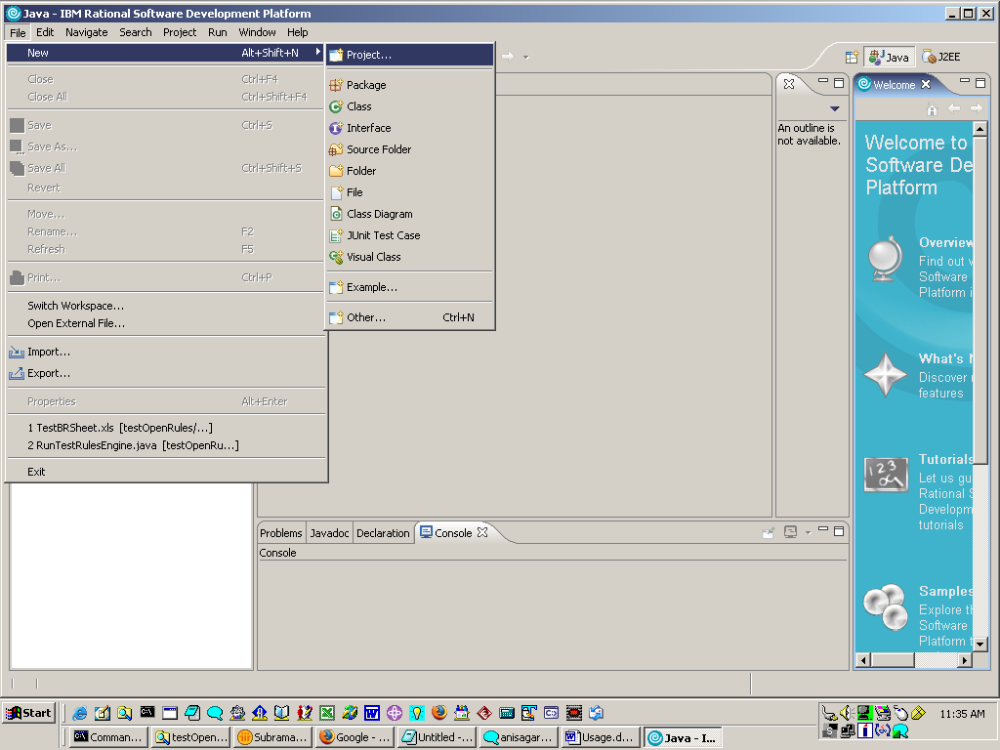 Java - IBM Rational Software Development Platform
File Edit Navigate Search Project Run Window Help
New Alt+Shift+N
Close Ctrl+F4
Close All Ctrl+Shift+F4
Save Ctrl+S
Save As...
Save All Ctrl+Shift+S
Revert
Move...
Rename... F2
Refresh F5
Print... Ctrl+P
Switch Workspace...
Open External File...
Import...
Export...
Properties Alt+Enter
1 TestBRSheet.xls [testOpenRules/...]
2 RunTestRulesEngine.java [testOpenRu...]
Exit
Project...
Package
Class
Interface
Source Folder
Folder
File
Class Diagram
JUnit Test Case
Visual Class
Example...
Other... Ctrl+N
Java J2EE
An outline is
not available.
Welcome
Welcome to
Software De
Platform
Overview
Find out
Software
Platform i
What's
Discover
features
Tutorials
Let us gu
Rational S
Developm
tutorials
Samples
Explore th
Software
Platform t
Problems Javadoc Declaration Console
Console
Start
11:35 AM
Comman... testOpen... Subrama... Google - ... Untitled - ... anisagar... Usage.d... Java - I...